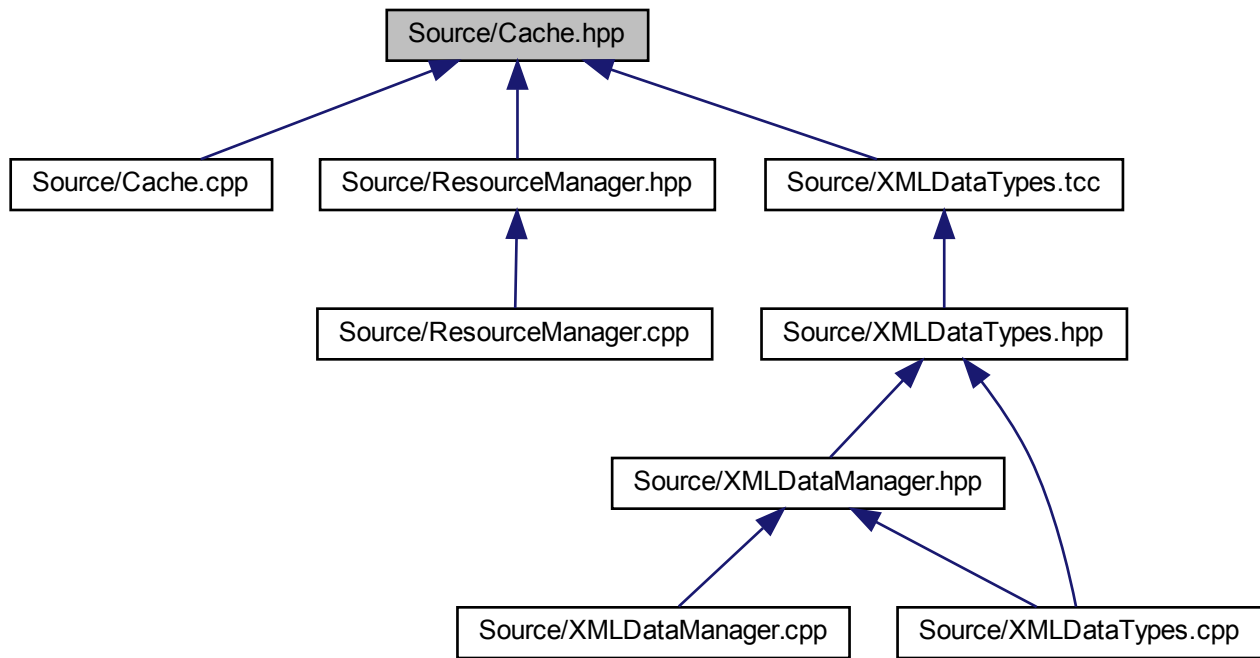 Source/Cache.hpp
Source/Cache.cpp
Source/ResourceManager.hpp
Source/XMLDataTypes.tcc
Source/ResourceManager.cpp
Source/XMLDataTypes.hpp
Source/XMLDataManager.hpp
Source/XMLDataManager.cpp
Source/XMLDataTypes.cpp